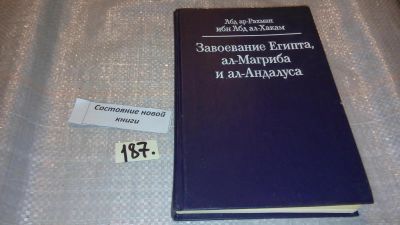 Абд ар-Рахман
ибн Абд ал-Хакам
Завоевание Египта,
ал-Магриба
и ал-Андалуса
Состояние новой
книги
187.